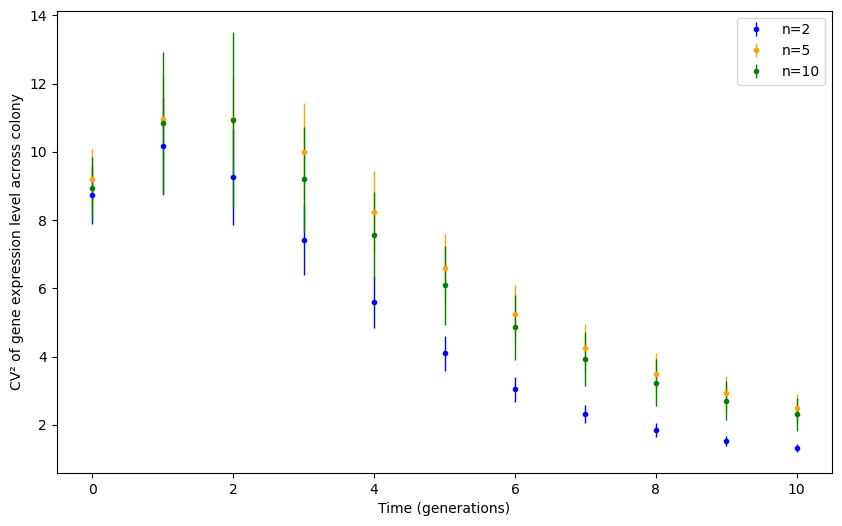 14
12
10
8
6
4
2
0
2
4
6
8
10
CV² of gene expression level across colony
Time (generations)
n=2
n=5
n=10